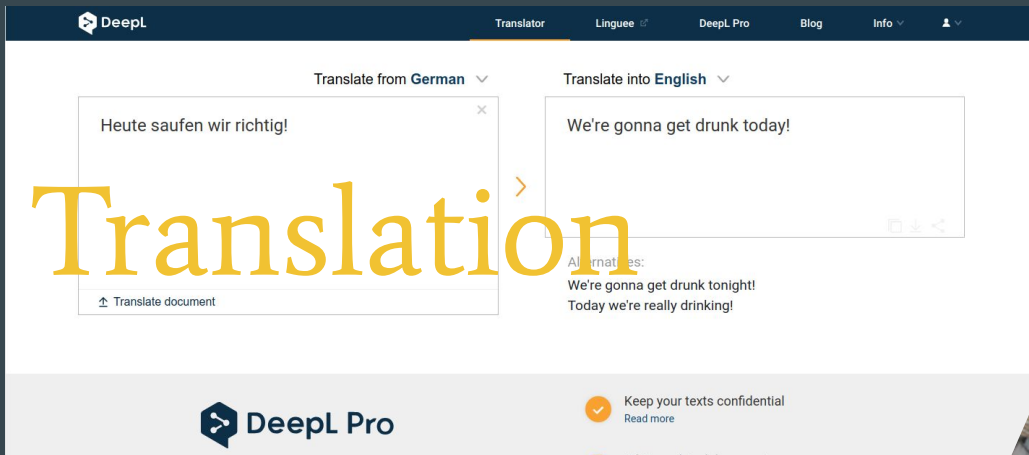 DeepL
Translator
Linguee
DeepL Pro
Blog
Info
Translate from German
Translate into English
Heute saufen wir richtig!
We're gonna get drunk today!
Translation
Alternatives:
We're gonna get drunk tonight!
Today we're really drinking!
Translate document
DeepL Pro
Keep your texts confidential
Read more